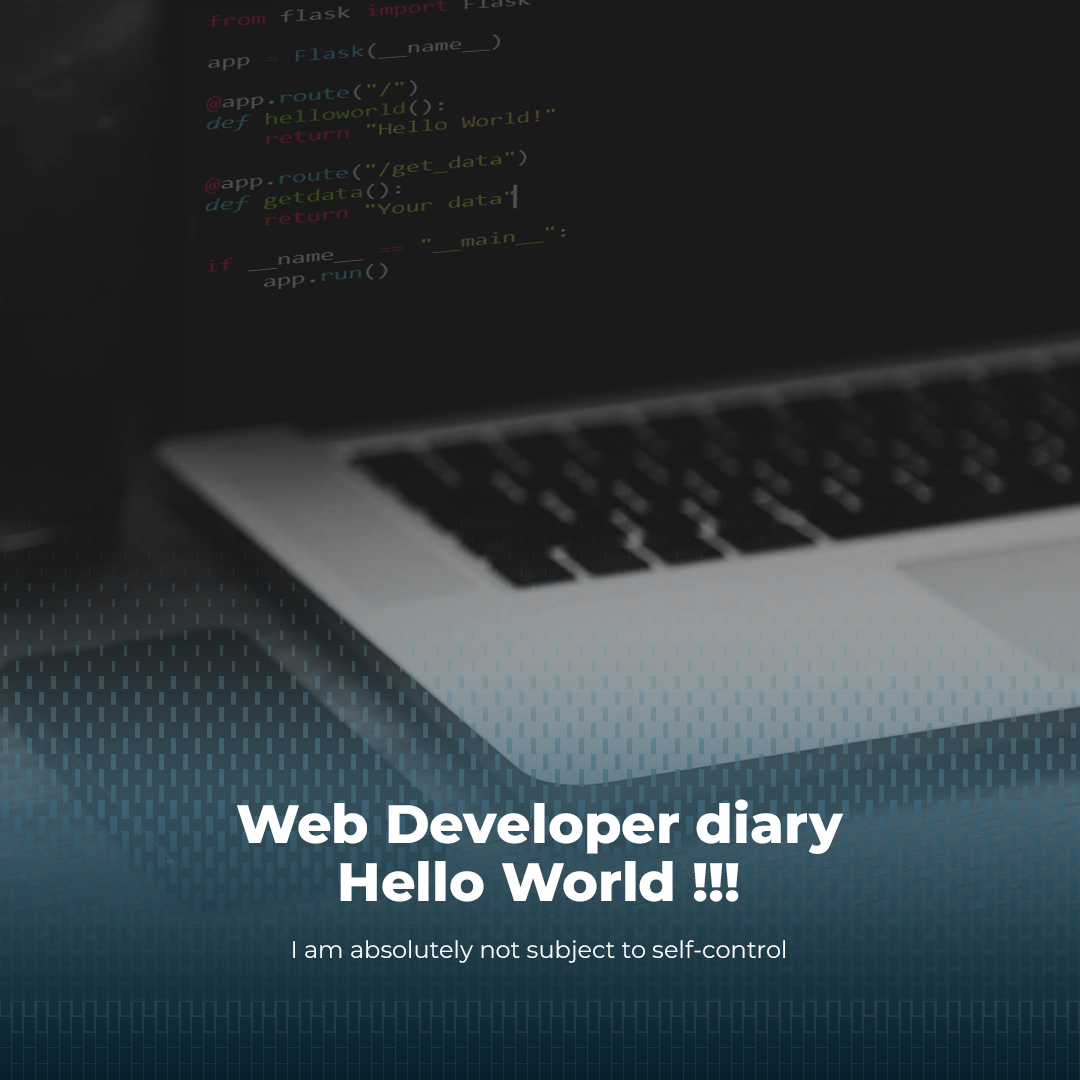 from flask import Flask
app = Flask(__name__)
@app.route("/")
def helloworld():
return "Hello World!"
@app.route("/get_data")
def getdata():
return "Your data"
if __name__ == "__main__":
app.run()
Web Developer diary
Hello World !!!
I am absolutely not subject to self-control